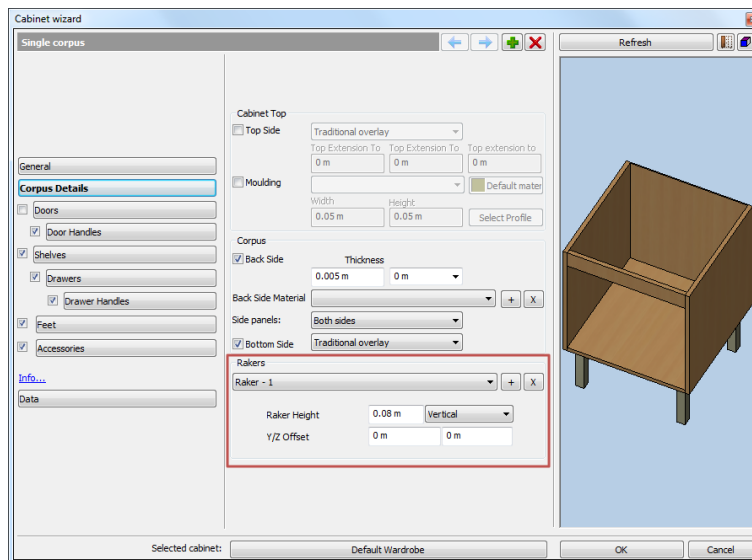 Cabinet wizard
Single corpus
Refresh
Cabinet Top
Top Side
Traditional overlay
Top Extension To
Top Extension To
Top extension to
0 m
0 m
0 m
Moulding
Default mater
Width
Height
0.05 m
0.05 m
Select Profile
General
Corpus Details
Doors
Door Handles
Shelves
Drawers
Drawer Handles
Feet
Accessories
Info...
Data
Corpus
Back Side
Thickness
0.005 m
0 m
Back Side Material
+
X
Side panels:
Both sides
Bottom Side
Traditional overlay
Rakers
Raker - 1
+
X
Raker Height
0.08 m
Vertical
Y/Z Offset
0 m
0 m
Selected cabinet:
Default Wardrobe
OK
Cancel